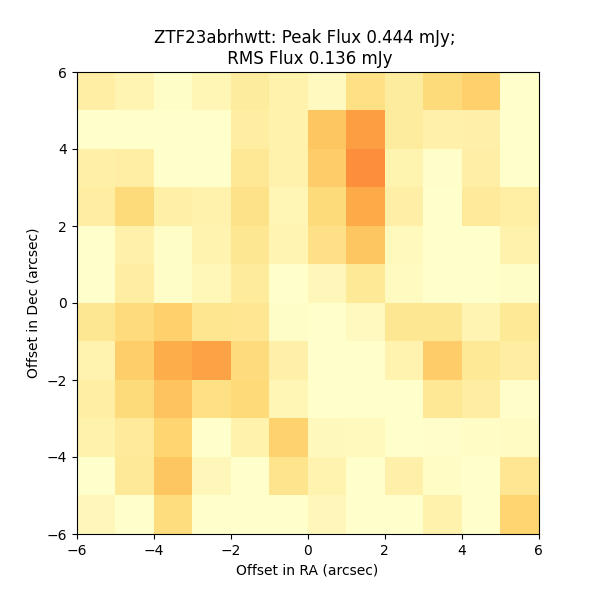 ZTF23abrhwtt: Peak Flux 0.444 mJy;
RMS Flux 0.136 mJy
6
4
2
0
−2
−4
−6
Offset in Dec (arcsec)
−6 −4 −2 0 2 4 6
Offset in RA (arcsec)